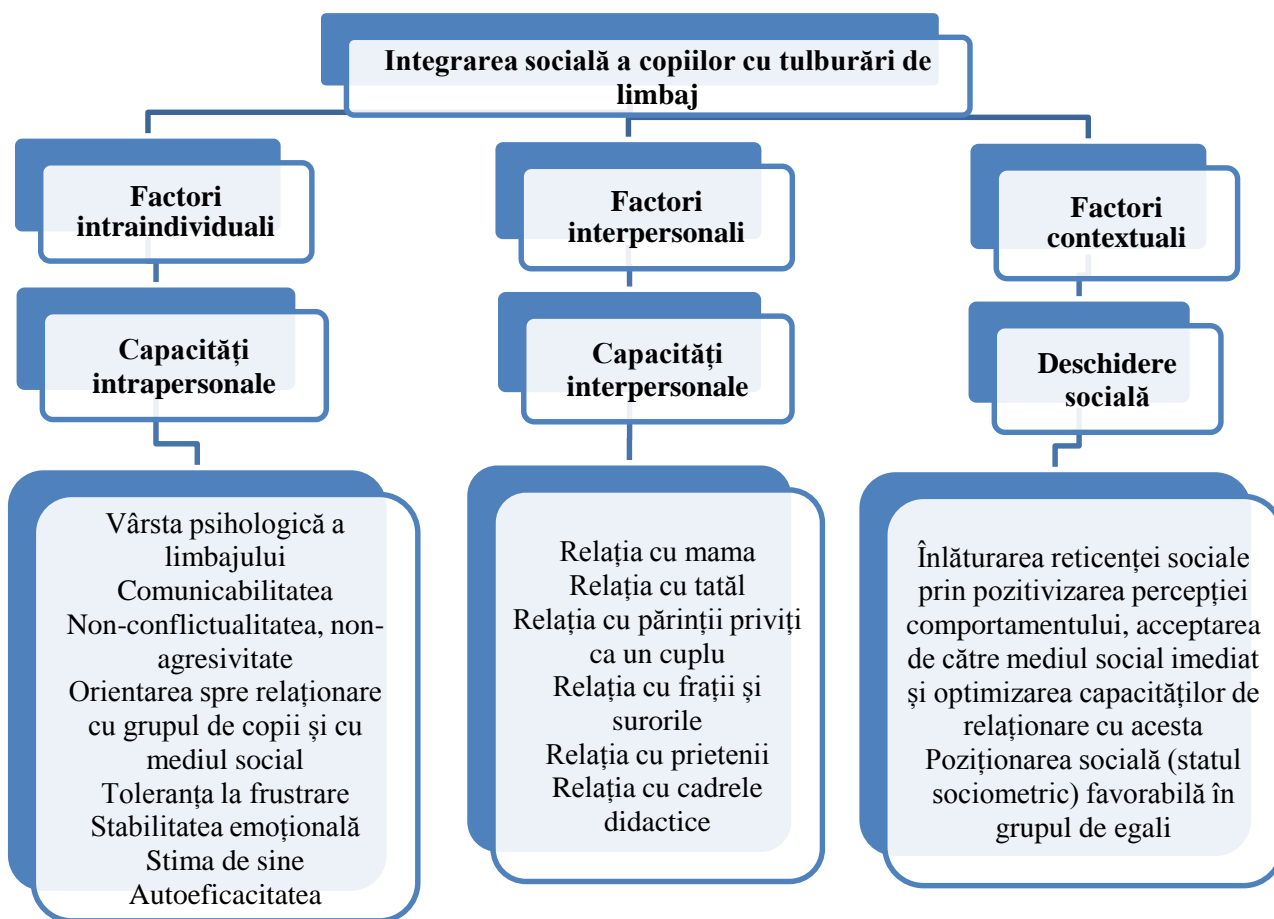 Integrarea socială a copiilor cu tulburări de
limbaj
Factori
intraindividuali
Factori
interpersonali
Factori
contextuali
Capacități
intrapersonale
Capacități
interpersonale
Deschidere
socială
Vârsta psihologică a
limbajului
Comunicabilitatea
Non-conflictualitatea, non-
agresivitate
Orientarea spre relaționare
cu grupul de copii și cu
mediul social
Toleranța la frustrare
Stabilitatea emoțională
Stima de sine
Autoeficacitatea
Relația cu mama
Relația cu tatăl
Relația cu părinții priviți
ca un cuplu
Relația cu frații și
surorile
Relația cu prietenii
Relația cu cadrele
didactice
Înlăturarea reticenței sociale
prin pozitivizarea percepției
comportamentului, acceptarea
de către mediul social imediat
și optimizarea capacităților de
relaționare cu acesta
Poziționarea socială (statul
sociometric) favorabilă în
grupul de egali